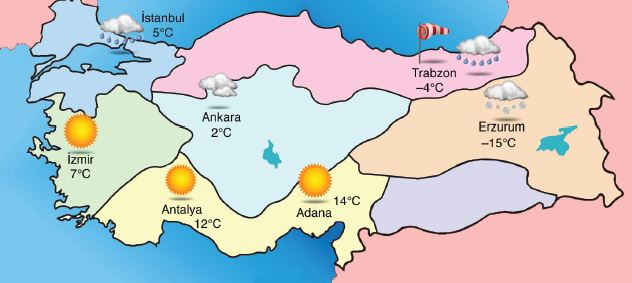 İstanbul
5°C
Trabzon
–4°C
Ankara
2°C
Erzurum
–15°C
İzmir
7°C
Antalya
12°C
Adana
14°C